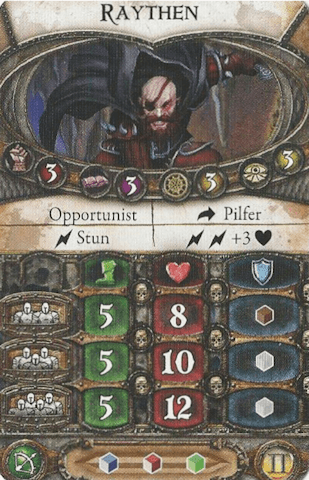 RAYTHEN
3 3 3 3
Opportunist Pilfer
Stun +3
5 8
5 10
5 12
II